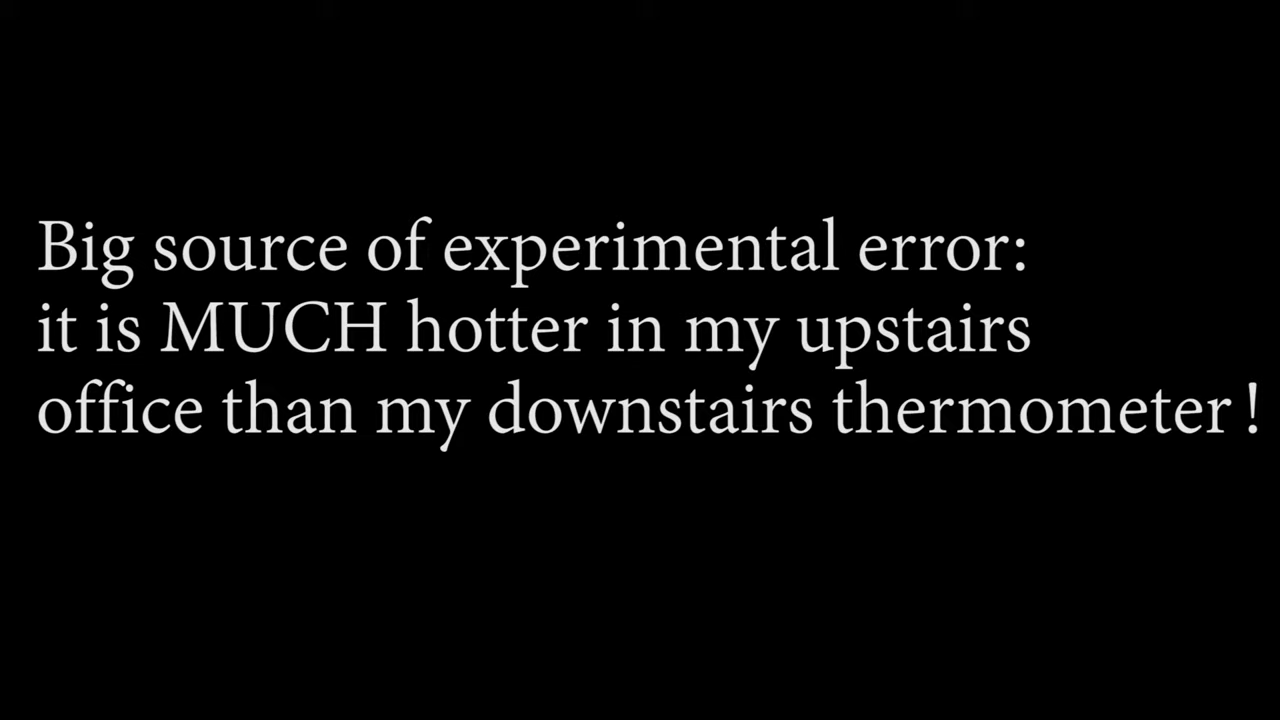 Big source of experimental error:
it is MUCH hotter in my upstairs
office than my downstairs thermometer!